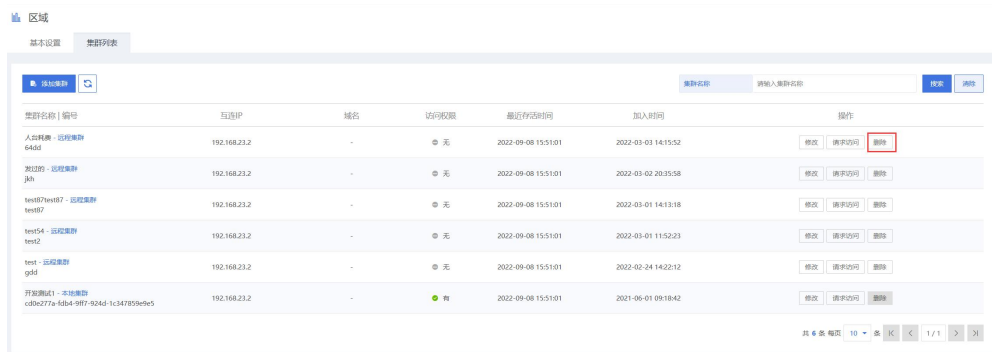 区域
基本设置 集群列表
添加集群 集群名称 请输入集群名称 搜索 清除
集群名称 | 编号 互连IP 域名 访问权限 最近存活时间 加入时间 操作
人台耗换 - 远程集群
64dd 192.168.23.2 - 无 2022-09-08 15:51:01 2022-03-03 14:15:52 修改 请求访问 删除
发过的 - 远程集群
jkh 192.168.23.2 - 无 2022-09-08 15:51:01 2022-03-02 20:35:58 修改 请求访问 删除
test87test87 - 远程集群
test87 192.168.23.2 - 无 2022-09-08 15:51:01 2022-03-01 14:13:18 修改 请求访问 删除
test54 - 远程集群
test2 192.168.23.2 - 无 2022-09-08 15:51:01 2022-03-01 11:52:23 修改 请求访问 删除
test - 远程集群
gdd 192.168.23.2 - 无 2022-09-08 15:51:01 2022-02-24 14:22:12 修改 请求访问 删除
开发测试1 - 本地集群
cd0e277a-fdb4-9ff7-924d-1c347859e9e5 192.168.23.2 - 有 2022-09-08 15:51:01 2021-06-01 09:18:42 修改 请求访问 删除
共 6 条 每页 10 条 1 / 1